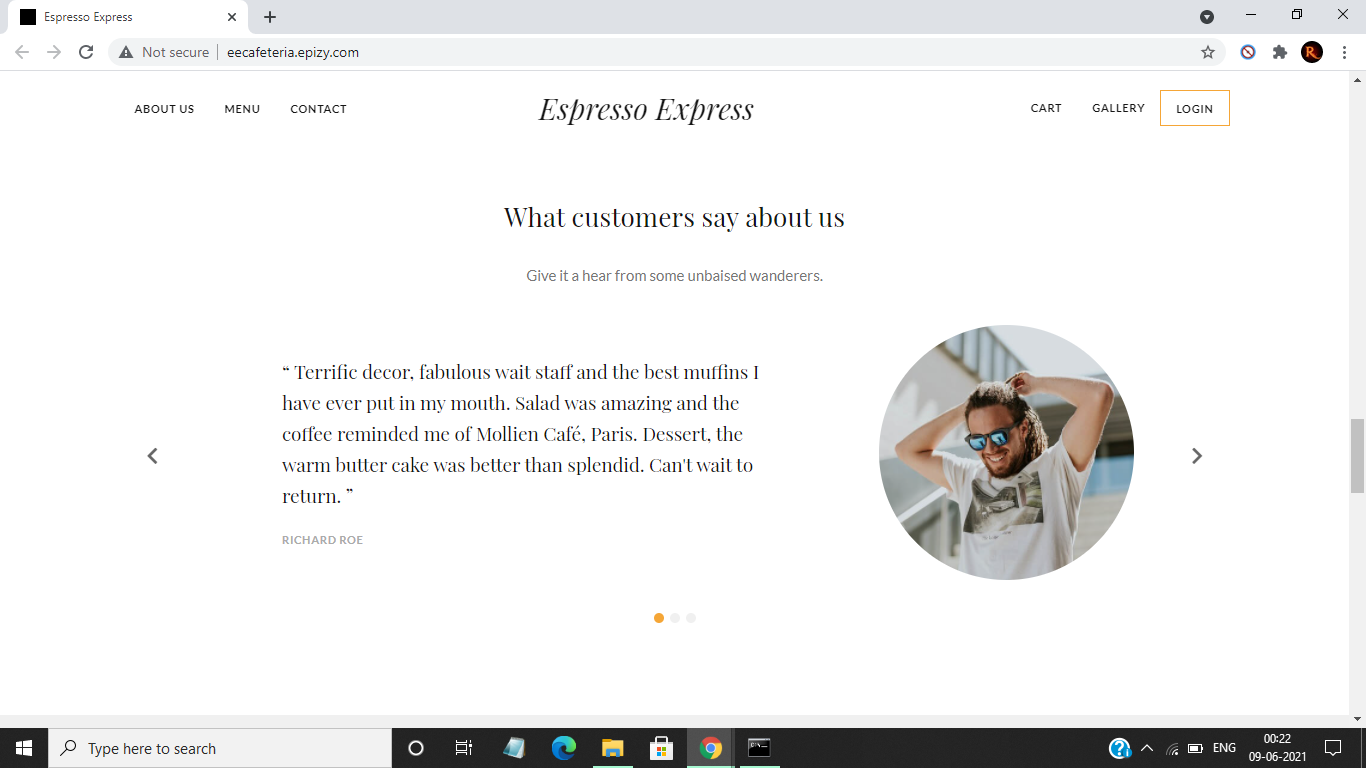 Espresso Express
Not secure
eecafeteria.epizy.com
R
ABOUT US MENU CONTACT Espresso Express CART GALLERY LOGIN
What customers say about us
Give it a hear from some unbaised wanderers.
“ Terrific decor, fabulous wait staff and the best muffins I
have ever put in my mouth. Salad was amazing and the
coffee reminded me of Mollien Café, Paris. Dessert, the
warm butter cake was better than splendid. Can't wait to
return. ”
RICHARD ROE
Type here to search
ENG
00:22
09-06-2021